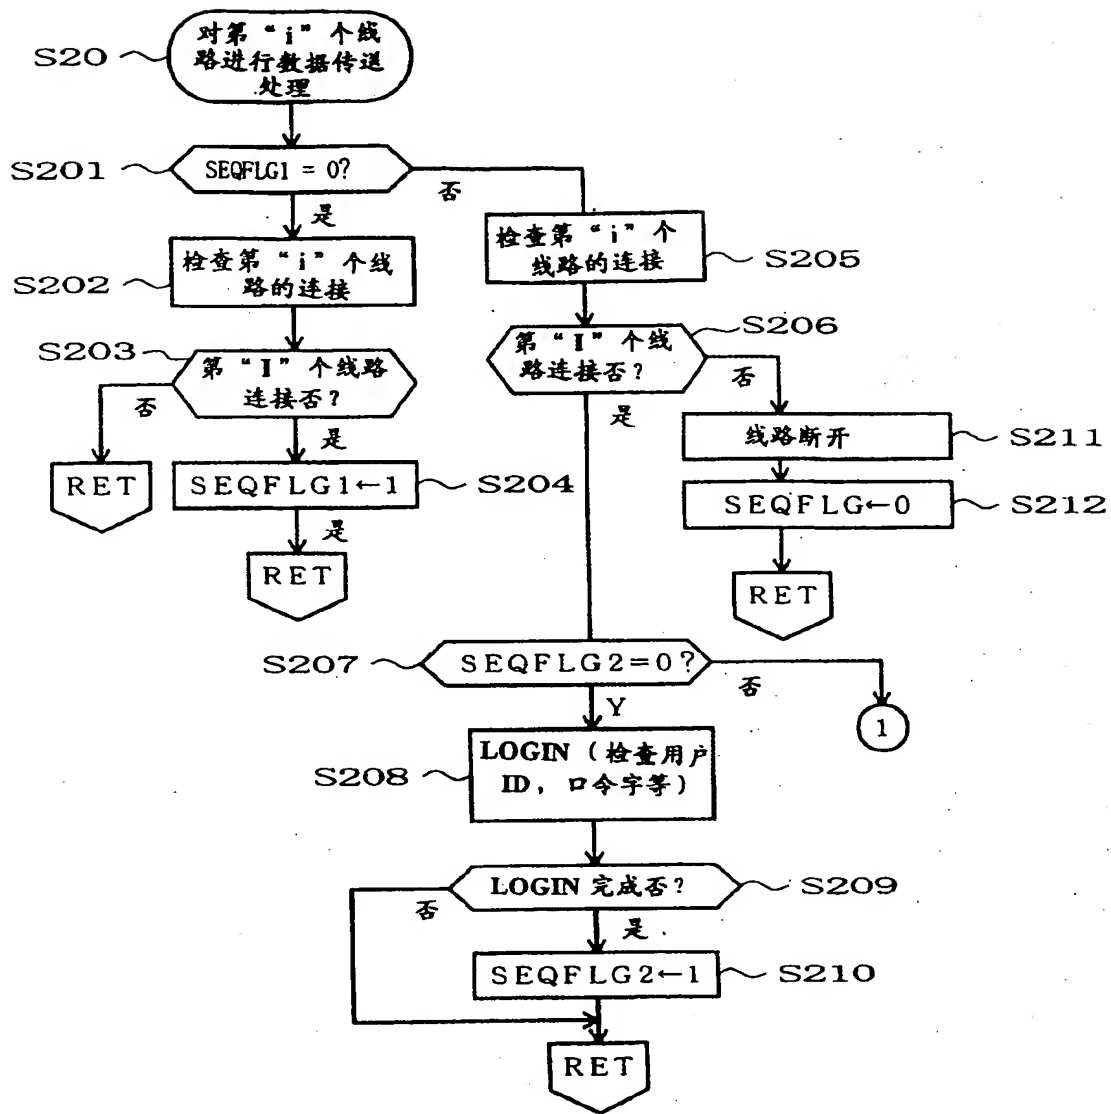 对第“i”个线
路进行数据传送
处理
S20
S201
SEQFLG1 = 0?
否
是
检查第“i”个线
路的连接
S202
检查第“i”个
线路的连接
S205
S203
第“I”个线路
连接否?
否
是
S206
第“I”个线
路连接否?
否
是
RET
SEQFLG1←1
S204
是
RET
线路断开
S211
SEQFLG←0
S212
RET
S207
SEQFLG2=0?
否
Y
1
S208
LOGIN (检查用户
ID, 口令字等)
LOGIN 完成否?
S209
否
是
SEQFLG2←1
S210
RET